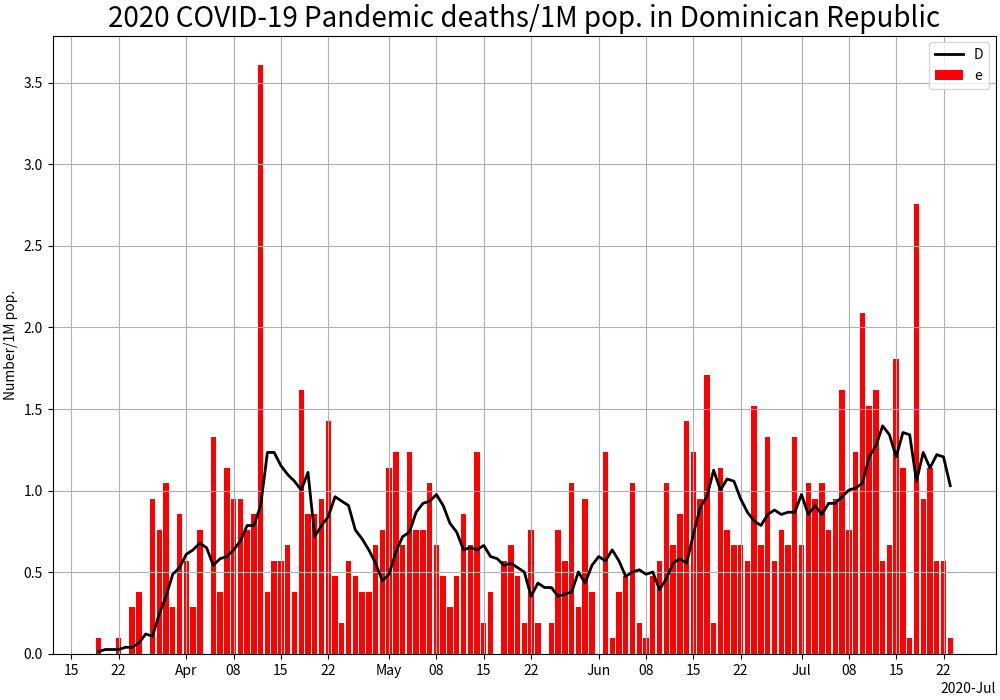 2020 COVID-19 Pandemic deaths/1M pop. in Dominican Republic
D
e
Number/1M pop.
3.5
3.0
2.5
2.0
1.5
1.0
0.5
0.0
15 22 Apr 08 15 22 May 08 15 22 Jun 08 15 22 Jul 08 15 22
2020-Jul